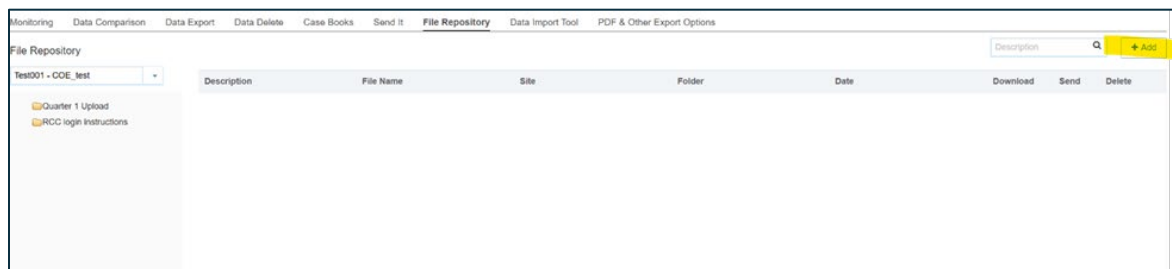 Monitoring Data Comparison Data Export Data Delete Case Books Send It File Repository Data Import Tool PDF & Other Export Options
File Repository
Description
+ Add
Test001 - COE_test
Description File Name Site Folder Date Download Send Delete
Quarter 1 Upload
RCC login Instructions